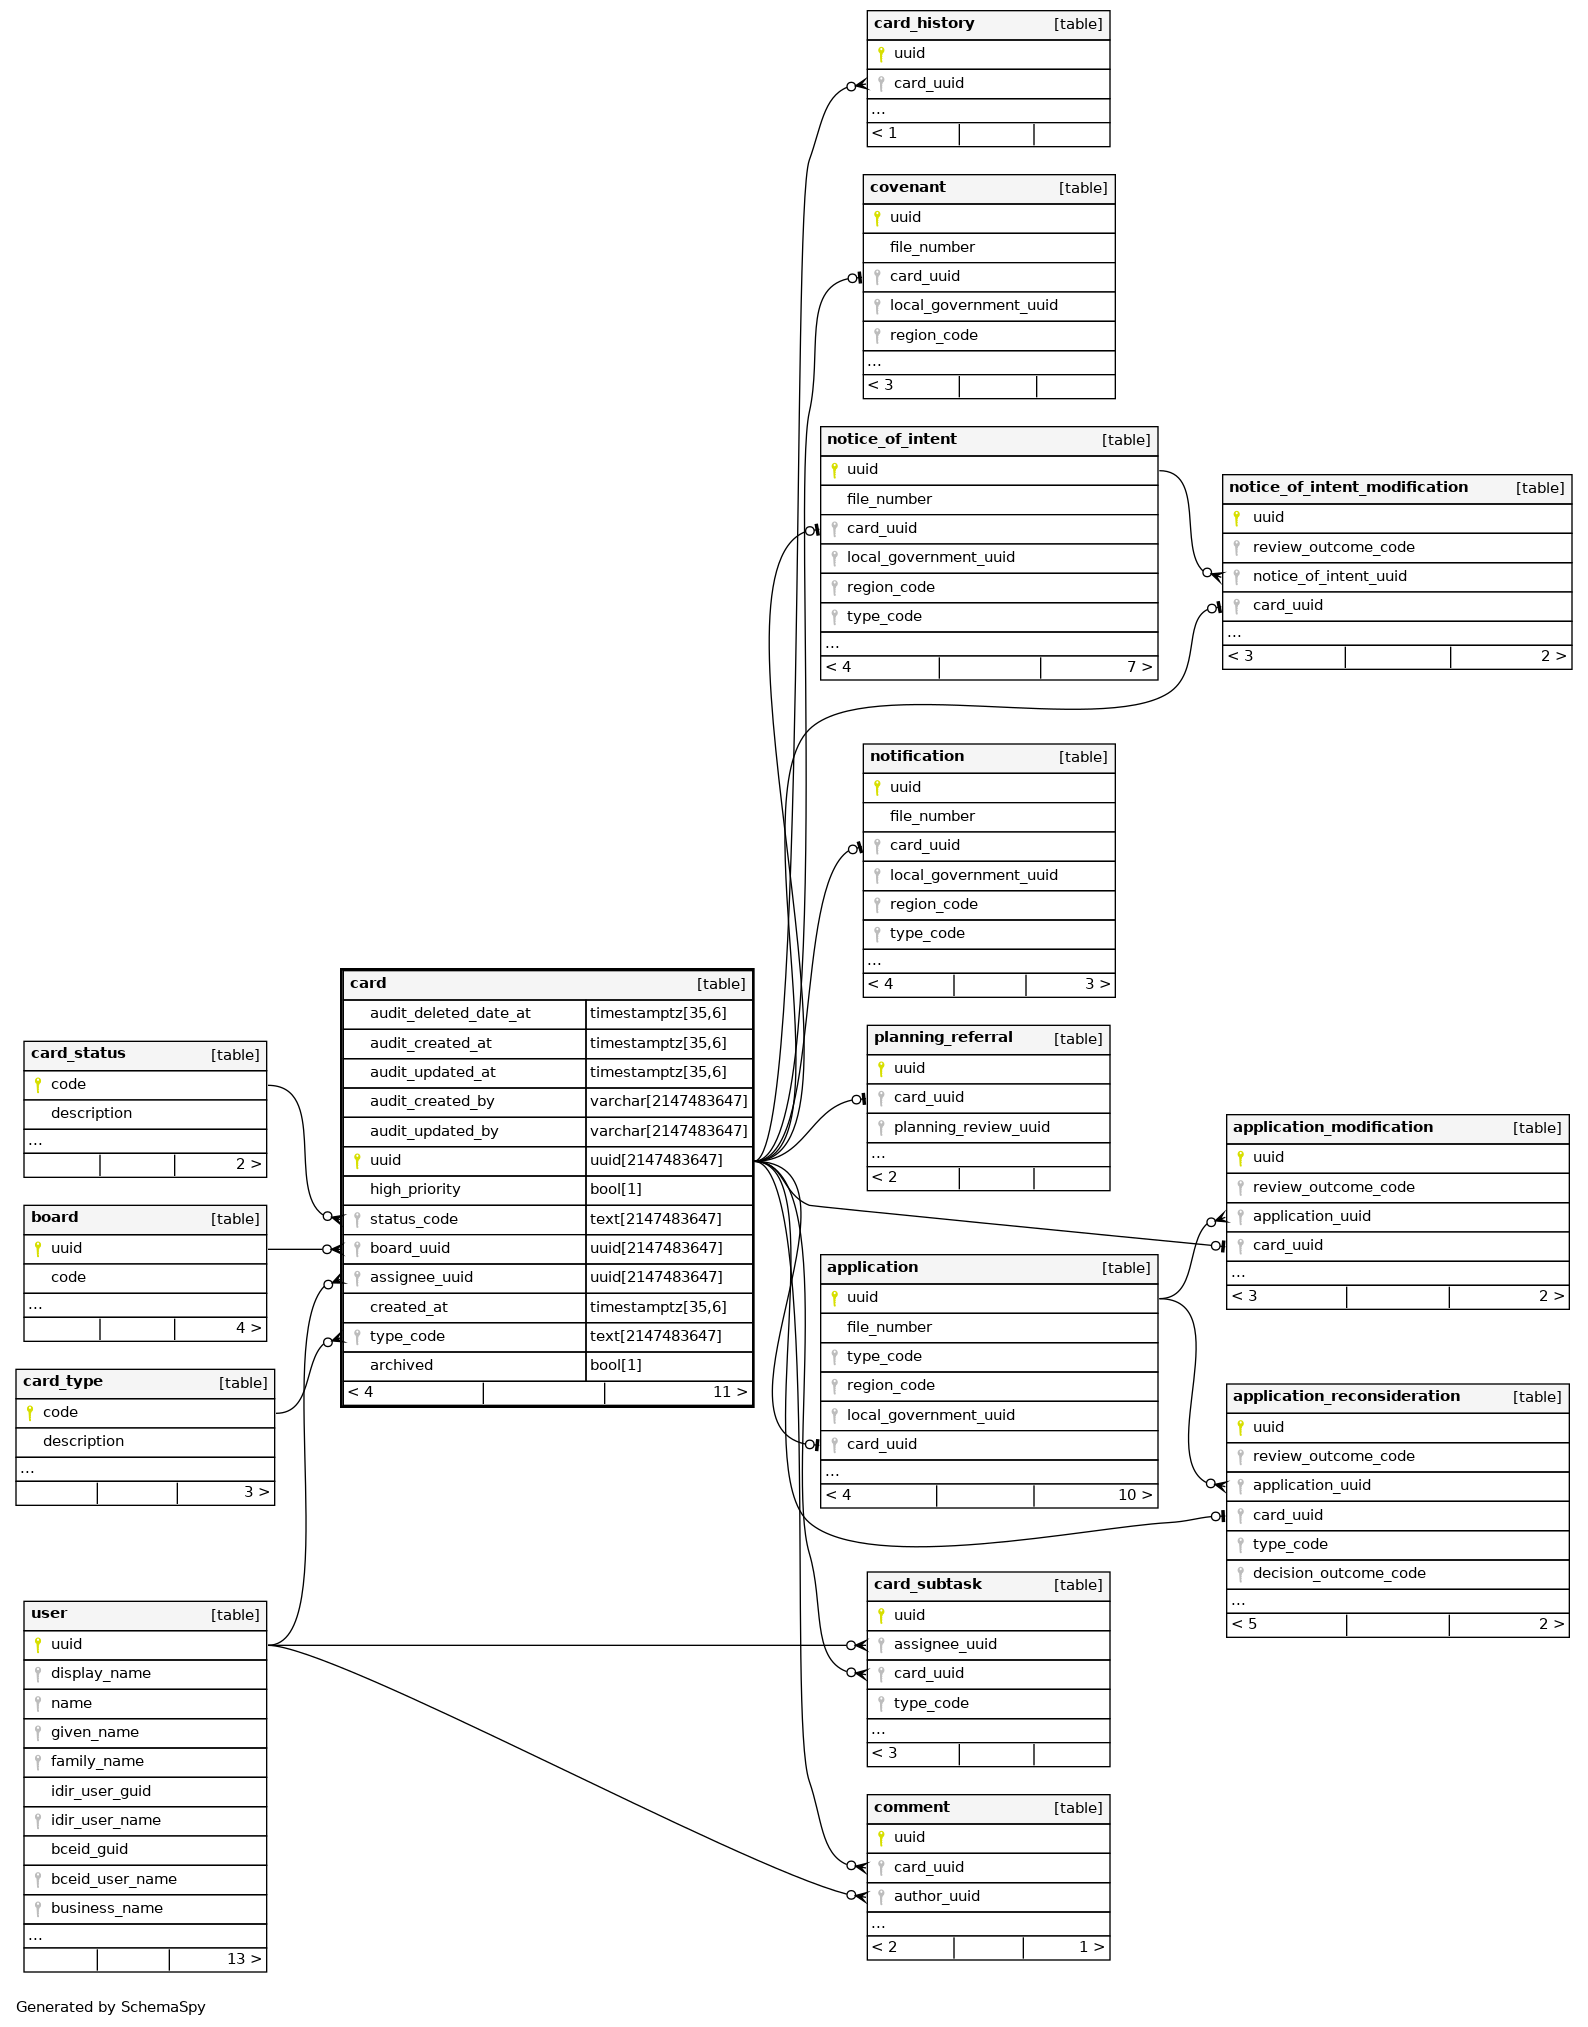 card_history [table]
uuid
card_uuid
...
< 1
covenant [table]
uuid
file_number
card_uuid
local_government_uuid
region_code
...
< 3
notice_of_intent [table]
uuid
file_number
card_uuid
local_government_uuid
region_code
type_code
...
< 4 7 >
notice_of_intent_modification [table]
uuid
review_outcome_code
notice_of_intent_uuid
card_uuid
...
< 3 2 >
notification [table]
uuid
file_number
card_uuid
local_government_uuid
region_code
type_code
...
< 4 3 >
card [table]
audit_deleted_date_at timestamptz[35,6]
audit_created_at timestamptz[35,6]
audit_updated_at timestamptz[35,6]
audit_created_by varchar[2147483647]
audit_updated_by varchar[2147483647]
uuid uuid[2147483647]
high_priority bool[1]
status_code text[2147483647]
board_uuid uuid[2147483647]
assignee_uuid uuid[2147483647]
created_at timestamptz[35,6]
type_code text[2147483647]
archived bool[1]
< 4 11 >
planning_referral [table]
uuid
card_uuid
planning_review_uuid
...
< 2
card_status [table]
code
description
...
2 >
board [table]
uuid
code
...
4 >
card_type [table]
code
description
...
3 >
application_modification [table]
uuid
review_outcome_code
application_uuid
card_uuid
...
< 3 2 >
application [table]
uuid
file_number
type_code
region_code
local_government_uuid
card_uuid
...
< 4 10 >
application_reconsideration [table]
uuid
review_outcome_code
application_uuid
card_uuid
type_code
decision_outcome_code
...
< 5 2 >
card_subtask [table]
uuid
assignee_uuid
card_uuid
type_code
...
< 3
user [table]
uuid
display_name
name
given_name
family_name
idir_user_guid
idir_user_name
bceid_guid
bceid_user_name
business_name
...
13 >
comment [table]
uuid
card_uuid
author_uuid
...
< 2 1 >
Generated by SchemaSpy